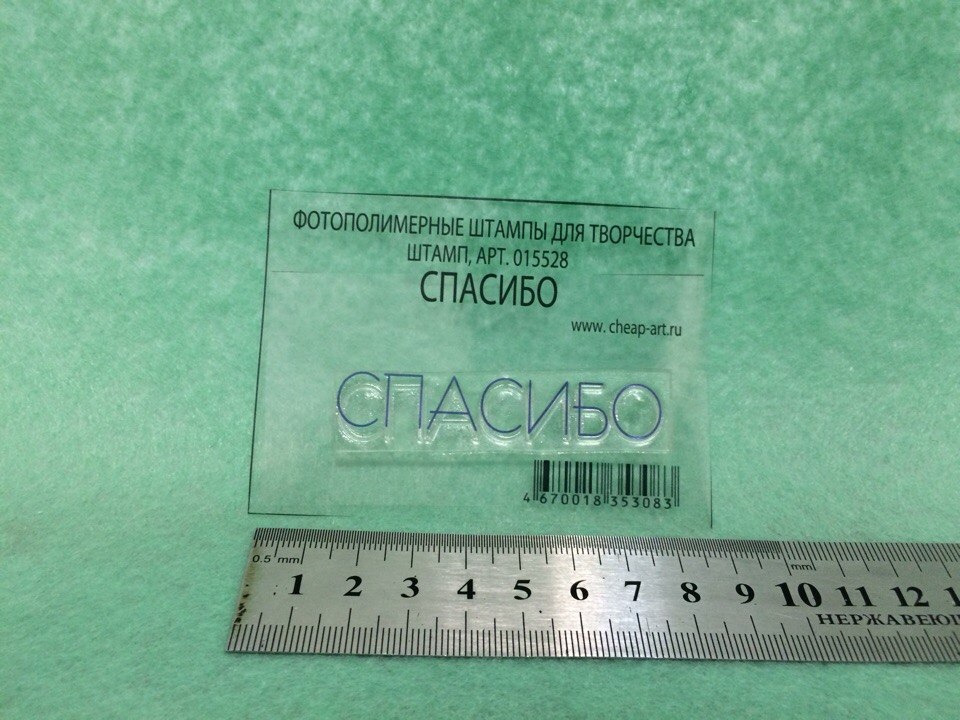 ФОТОПОЛИМЕРНЫЕ ШТАМПЫ ДЛЯ ТВОРЧЕСТВА
ШТАМП, АРТ. 015528
СПАСИБО
www. cheap-art.ru
СПАСИБО
4 670018 353083
0.5 mm mm
1 2 3 4 5 6 7 8 9 10 11 12